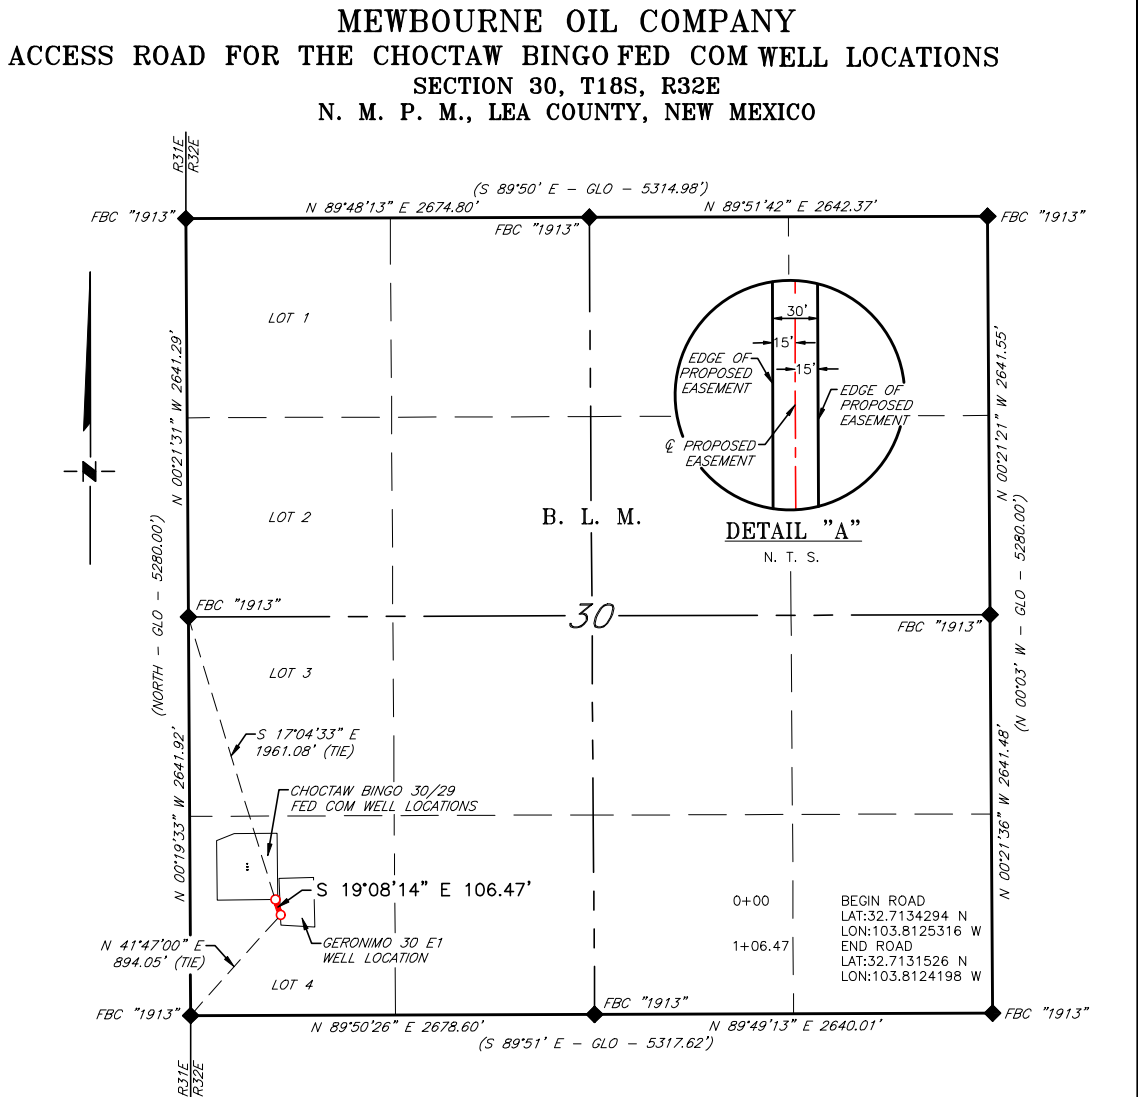 MEWBOURNE OIL COMPANY
ACCESS ROAD FOR THE CHOCTAW BINGO FED COM WELL LOCATIONS
SECTION 30, T18S, R32E
N. M. P. M., LEA COUNTY, NEW MEXICO
R31E
R32E
(S 89°50' E - GLO - 5314.98')
N 89°48'13" E 2674.80'
N 89°51'42" E 2642.37'
FBC "1913"
FBC "1913"
FBC "1913"
LOT 1
30'
15'
15'
EDGE OF
PROPOSED
EASEMENT
EDGE OF
PROPOSED
EASEMENT
℄ PROPOSED
EASEMENT
DETAIL "A"
N. T. S.
N 00°21'31" W 2641.29'
N 00°21'21" W 2641.55'
N
LOT 2
B. L. M.
(NORTH - GLO - 5280.00')
(N 00°03' W - GLO - 5280.00')
FBC "1913"
30
FBC "1913"
LOT 3
S 17°04'33" E
1961.08' (TIE)
N 00°19'33" W 2641.92'
N 00°21'36" W 2641.48'
CHOCTAW BINGO 30/29
FED COM WELL LOCATIONS
S 19°08'14" E 106.47'
N 41°47'00" E
894.05' (TIE)
GERONIMO 30 E1
WELL LOCATION
LOT 4
0+00 BEGIN ROAD
LAT:32.7134294 N
LON:103.8125316 W
1+06.47 END ROAD
LAT:32.7131526 N
LON:103.8124198 W
FBC "1913"
FBC "1913"
FBC "1913"
N 89°50'26" E 2678.60'
N 89°49'13" E 2640.01'
(S 89°51' E - GLO - 5317.62')
R31E
R32E